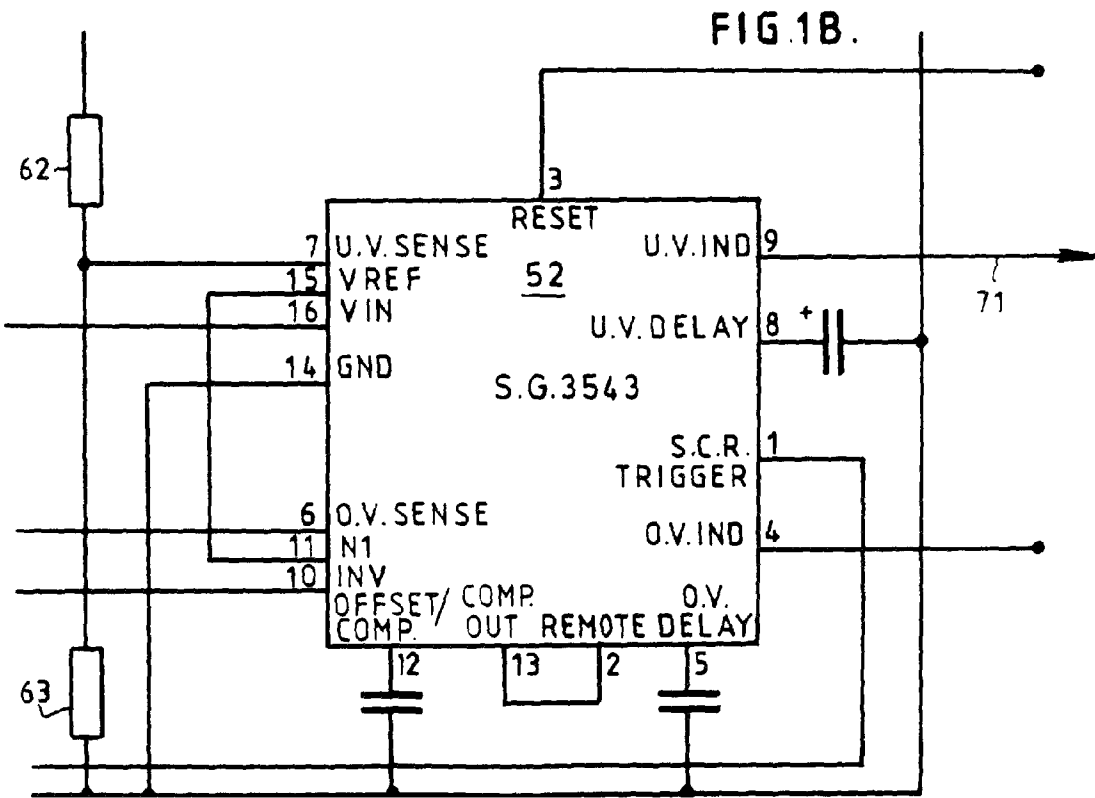 FIG.1B.
62
3
RESET
7 U.V.SENSE
U.V.IND 9
15 VREF
52
16 VIN
71
U.V.DELAY 8 +
14 GND
S.G.3543
S.C.R. 1
TRIGGER
6 O.V.SENSE
O.V.IND 4
11 N1
10 INV
OFFSET/ COMP. O.V.
COMP. OUT REMOTE DELAY
12 13 2 5
63